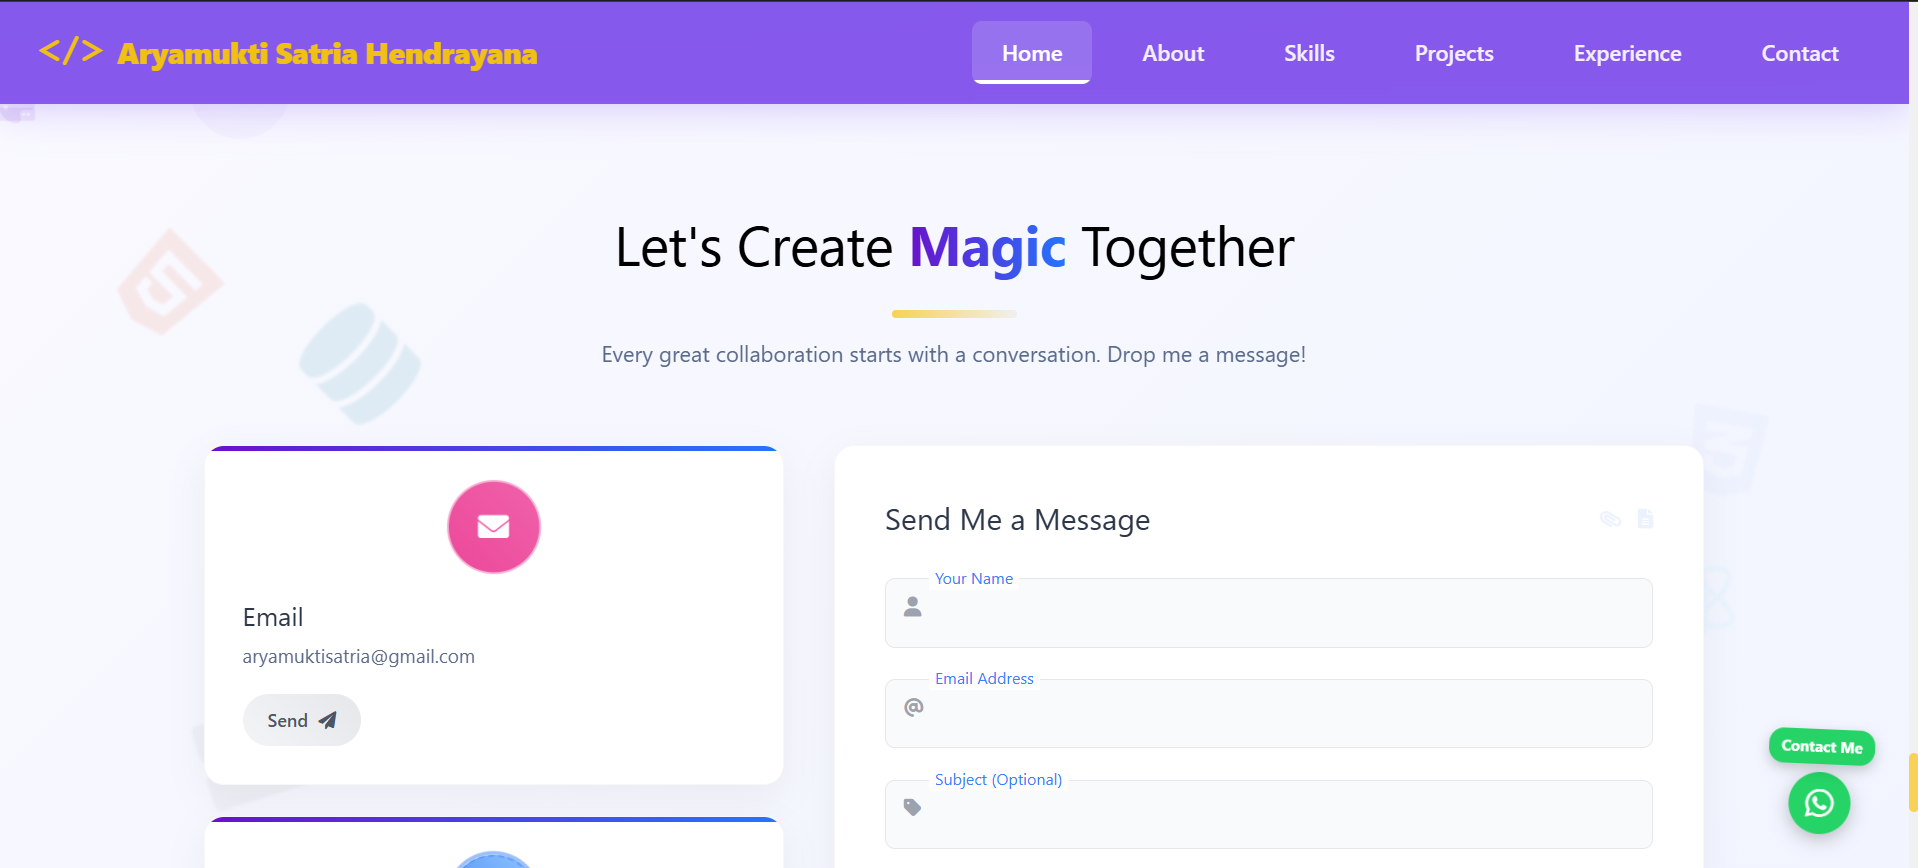 </> Aryamukti Satria Hendrayana
Home
About
Skills
Projects
Experience
Contact
Let's Create Magic Together
Every great collaboration starts with a conversation. Drop me a message!
Email
aryamuktisatria@gmail.com
Send
Send Me a Message
Your Name
Email Address
@
Subject (Optional)
Contact Me